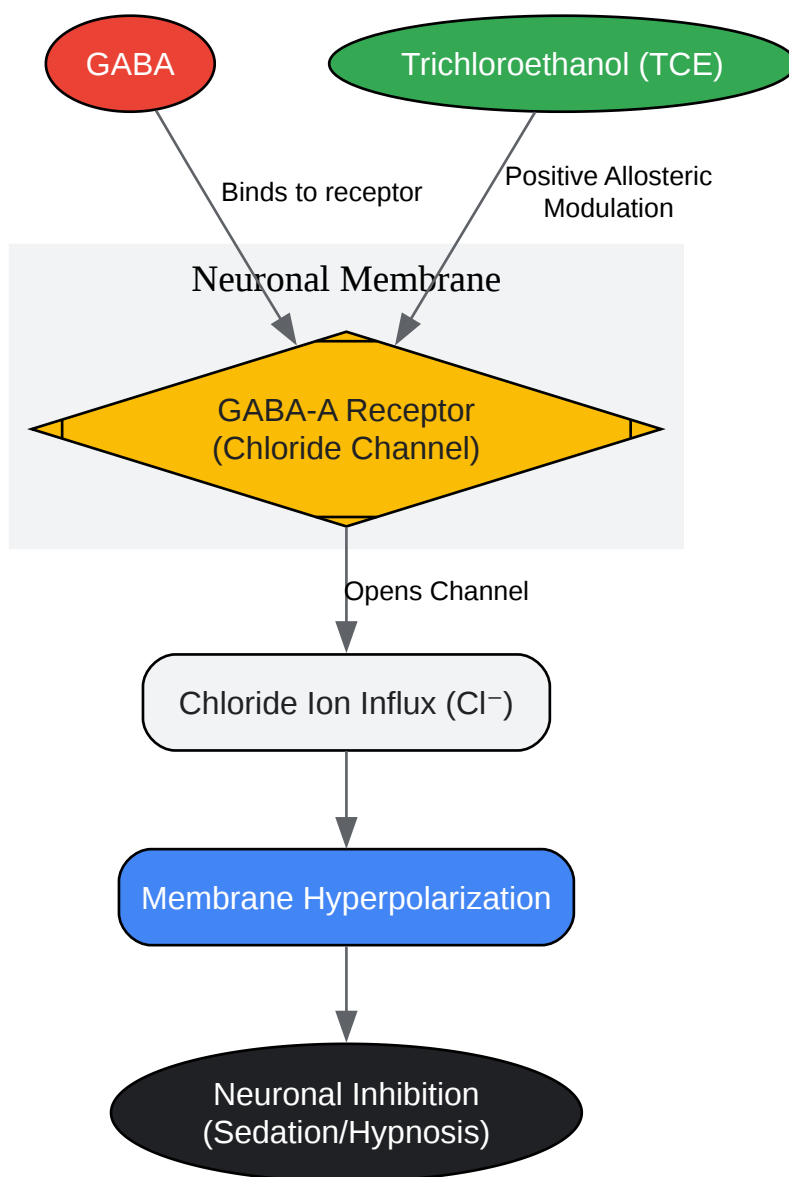 GABA
Trichloroethanol (TCE)
Binds to receptor
Positive Allosteric
Modulation
Neuronal Membrane
GABA-A Receptor
(Chloride Channel)
Opens Channel
Chloride Ion Influx (Cl⁻)
Membrane Hyperpolarization
Neuronal Inhibition
(Sedation/Hypnosis)